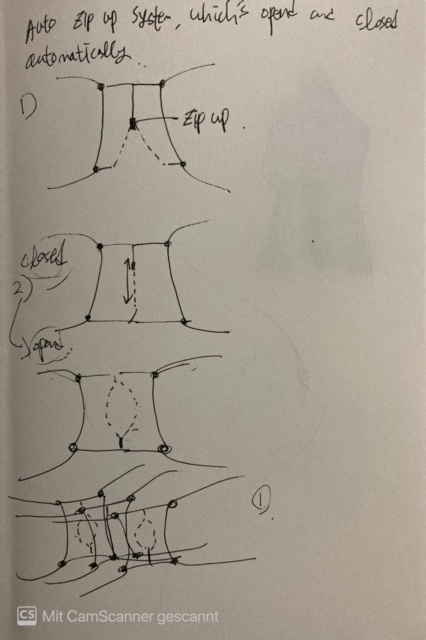 Auto Zip up System, which's opend and closed
automatically.
1)
Zip up.
closed
2)
opend.
①
CS Mit CamScanner gescannt